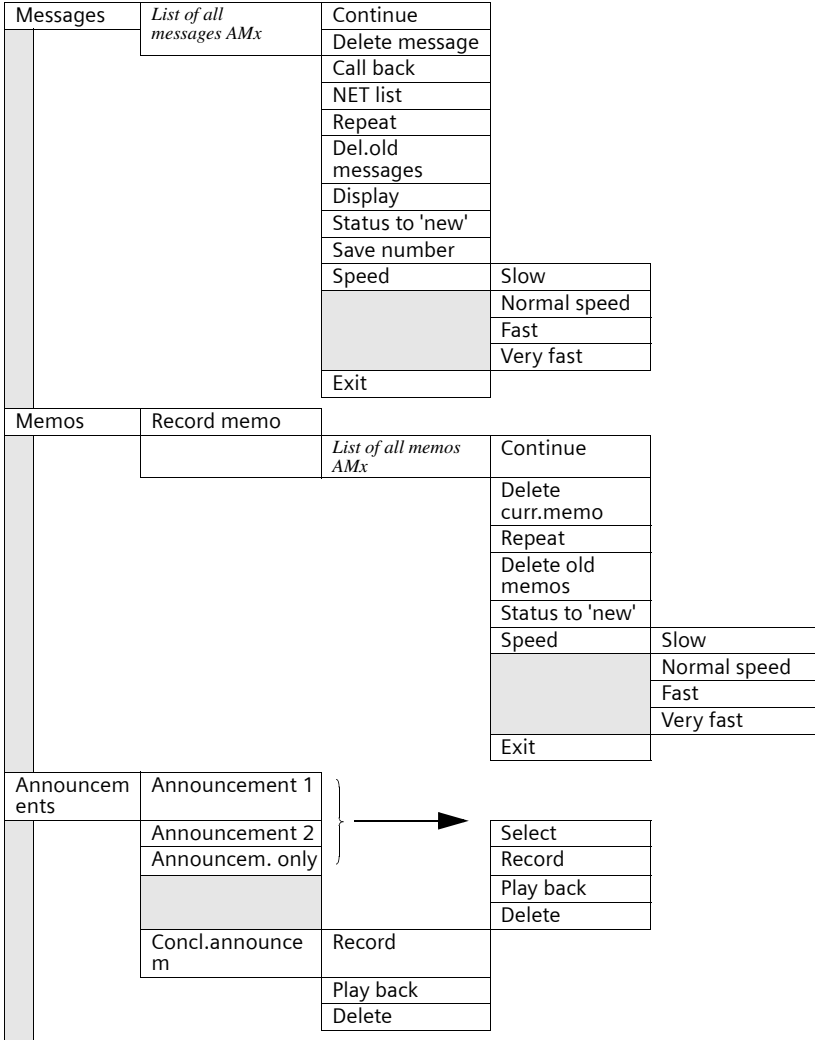 Messages
List of all
messages AMx
Continue
Delete message
Call back
NET list
Repeat
Del.old
messages
Display
Status to 'new'
Save number
Speed
Slow
Normal speed
Fast
Very fast
Exit
Memos
Record memo
List of all memos
AMx
Continue
Delete
curr.memo
Repeat
Delete old
memos
Status to 'new'
Speed
Slow
Normal speed
Fast
Very fast
Exit
Announcem
ents
Announcement 1
Announcement 2
Announcem. only
Select
Record
Play back
Delete
Concl.announce
m
Record
Play back
Delete